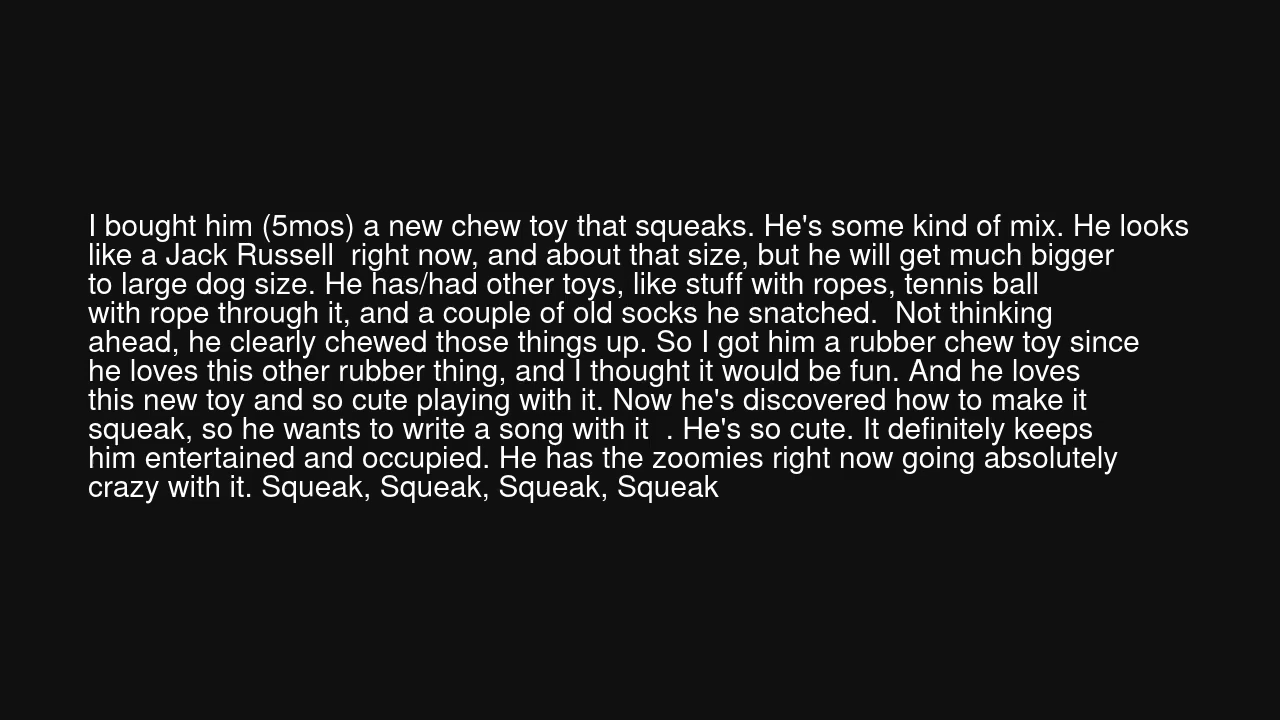 I bought him (5mos) a new chew toy that squeaks. He's some kind of mix. He looks
like a Jack Russell  right now, and about that size, but he will get much bigger
to large dog size. He has/had other toys, like stuff with ropes, tennis ball
with rope through it, and a couple of old socks he snatched.  Not thinking
ahead, he clearly chewed those things up. So I got him a rubber chew toy since
he loves this other rubber thing, and I thought it would be fun. And he loves
this new toy and so cute playing with it. Now he's discovered how to make it
squeak, so he wants to write a song with it  . He's so cute. It definitely keeps
him entertained and occupied. He has the zoomies right now going absolutely
crazy with it. Squeak, Squeak, Squeak, Squeak